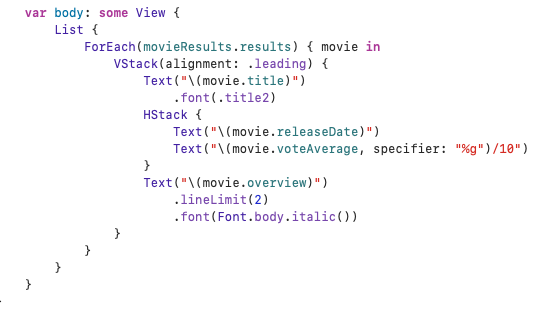 var body: some View {
List {
ForEach(movieResults.results) { movie in
VStack(alignment: .leading) {
Text("\(movie.title)")
.font(.title2)
HStack {
Text("\(movie.releaseDate)")
Text("\(movie.voteAverage, specifier: "%g")/10")
}
Text("\(movie.overview)")
.lineLimit(2)
.font(Font.body.italic())
}
}
}
}